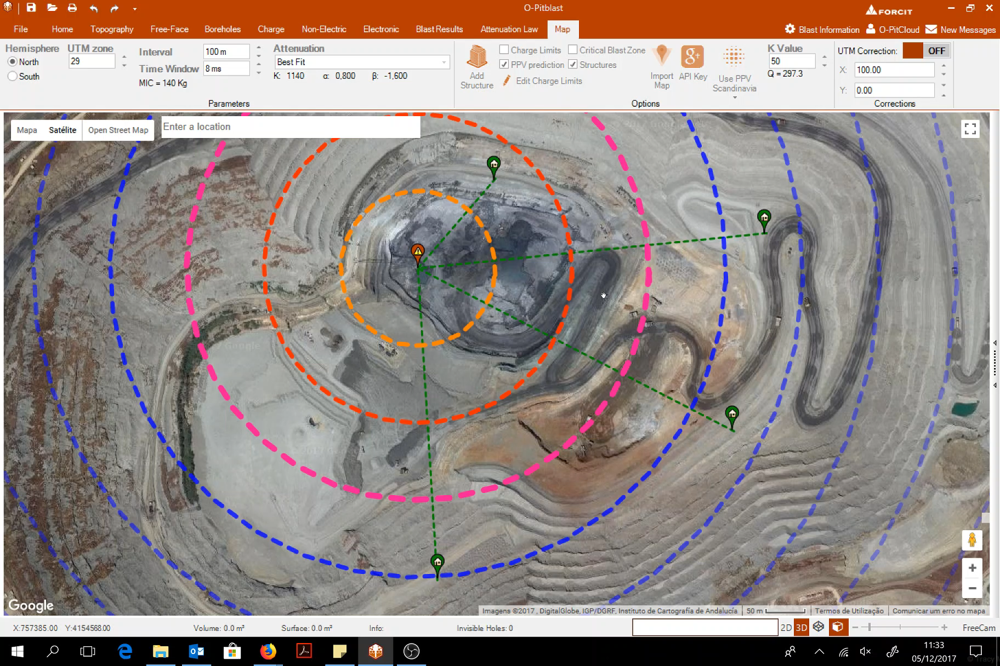 O-Pitblast
FORCIT
File Home Topography Free-Face Boreholes Charge Non-Electric Electronic Blast Results Attenuation Law Map
Blast Information O-PitCloud New Messages
Hemisphere
North
South
UTM zone
29
Interval 100 m
Time Window 8 ms
MIC = 140 Kg
Attenuation
Best Fit
K: 1140 α: 0,800 β: -1,600
Parameters
Add
Structure
Charge Limits
Critical Blast Zone
PPV prediction
Structures
Edit Charge Limits
Import
Map
g+
API Key
Use PPV
Scandinavia
K Value
50
Q = 297.3
Options
UTM Correction: OFF
X: 100.00
Y: 0.00
Corrections
Mapa Satélite Open Street Map
Enter a location
Google
Imagens ©2017 , DigitalGlobe, IGP/DGRF, Instituto de Cartografía de Andalucía 50 m Termos de Utilização Comunicar um erro no mapa
X:757385.00 Y:4154568.00 Volume: 0.0 m³ Surface: 0.0 m² Info: Invisible Holes: 0
2D 3D
FreeCam
11:33
05/12/2017